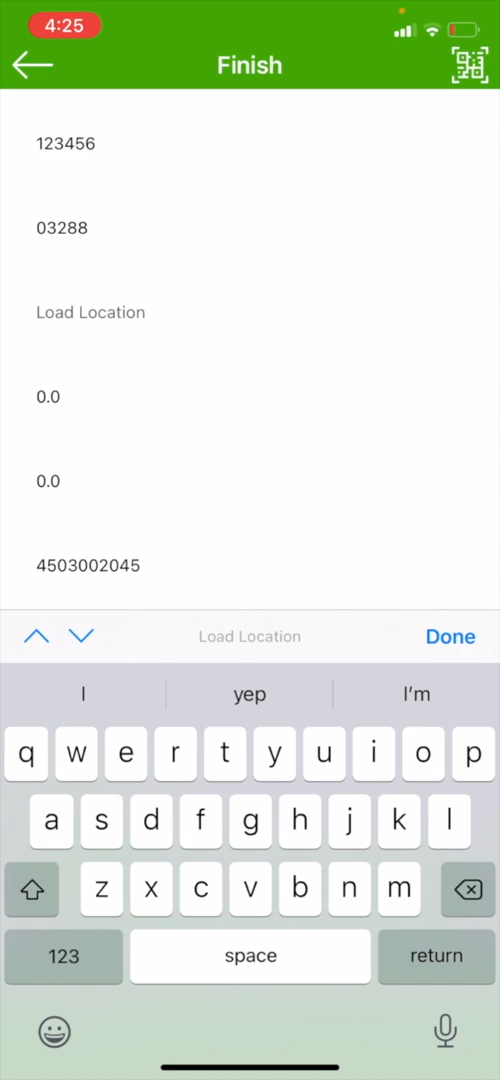 4:25
Finish
123456
03288
Load Location
0.0
0.0
4503002045
Load Location
Done
I
yep
I'm
q w e r t y u i o p
a s d f g h j k l
z x c v b n m
123
space
return